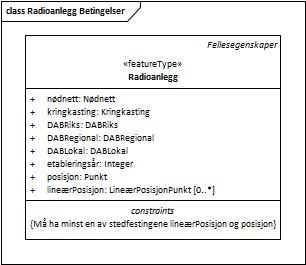 class Radioanlegg Betingelser
Fellesegenskaper
«featureType»
Radioanlegg
+ nødnett: Nødnett
+ kringkasting: Kringkasting
+ DABRiks: DABRiks
+ DABRegional: DABRegional
+ DABLokal: DABLokal
+ etableringsår: Integer
+ posisjon: Punkt
+ lineærPosisjon: LineærPosisjonPunkt [0..*]
constraints
{Må ha minst en av stedfestingene lineærPosisjon og posisjon}